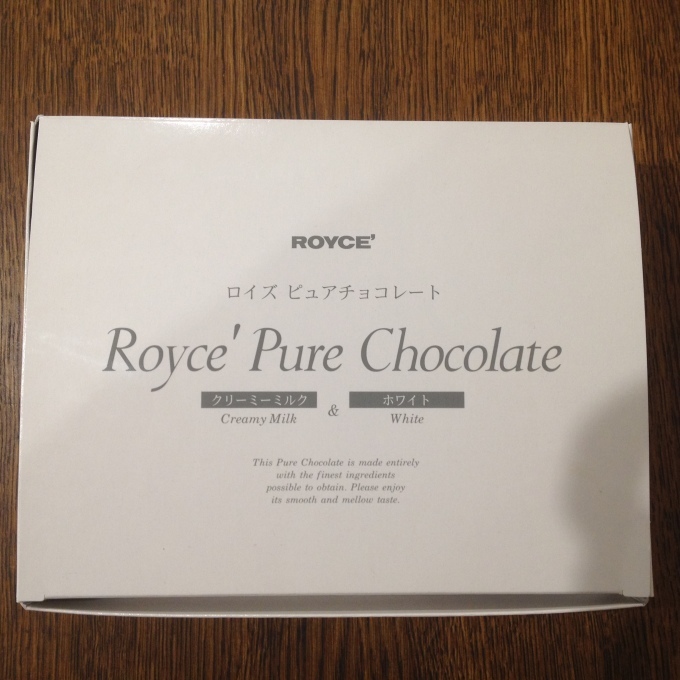 ROYCE'
ロイズ ピュアチョコレート
Royce' Pure Chocolate
クリーミーミルク ホワイト
Creamy Milk & White
This Pure Chocolate is made entirely
with the finest ingredients
possible to obtain. Please enjoy
its smooth and mellow taste.